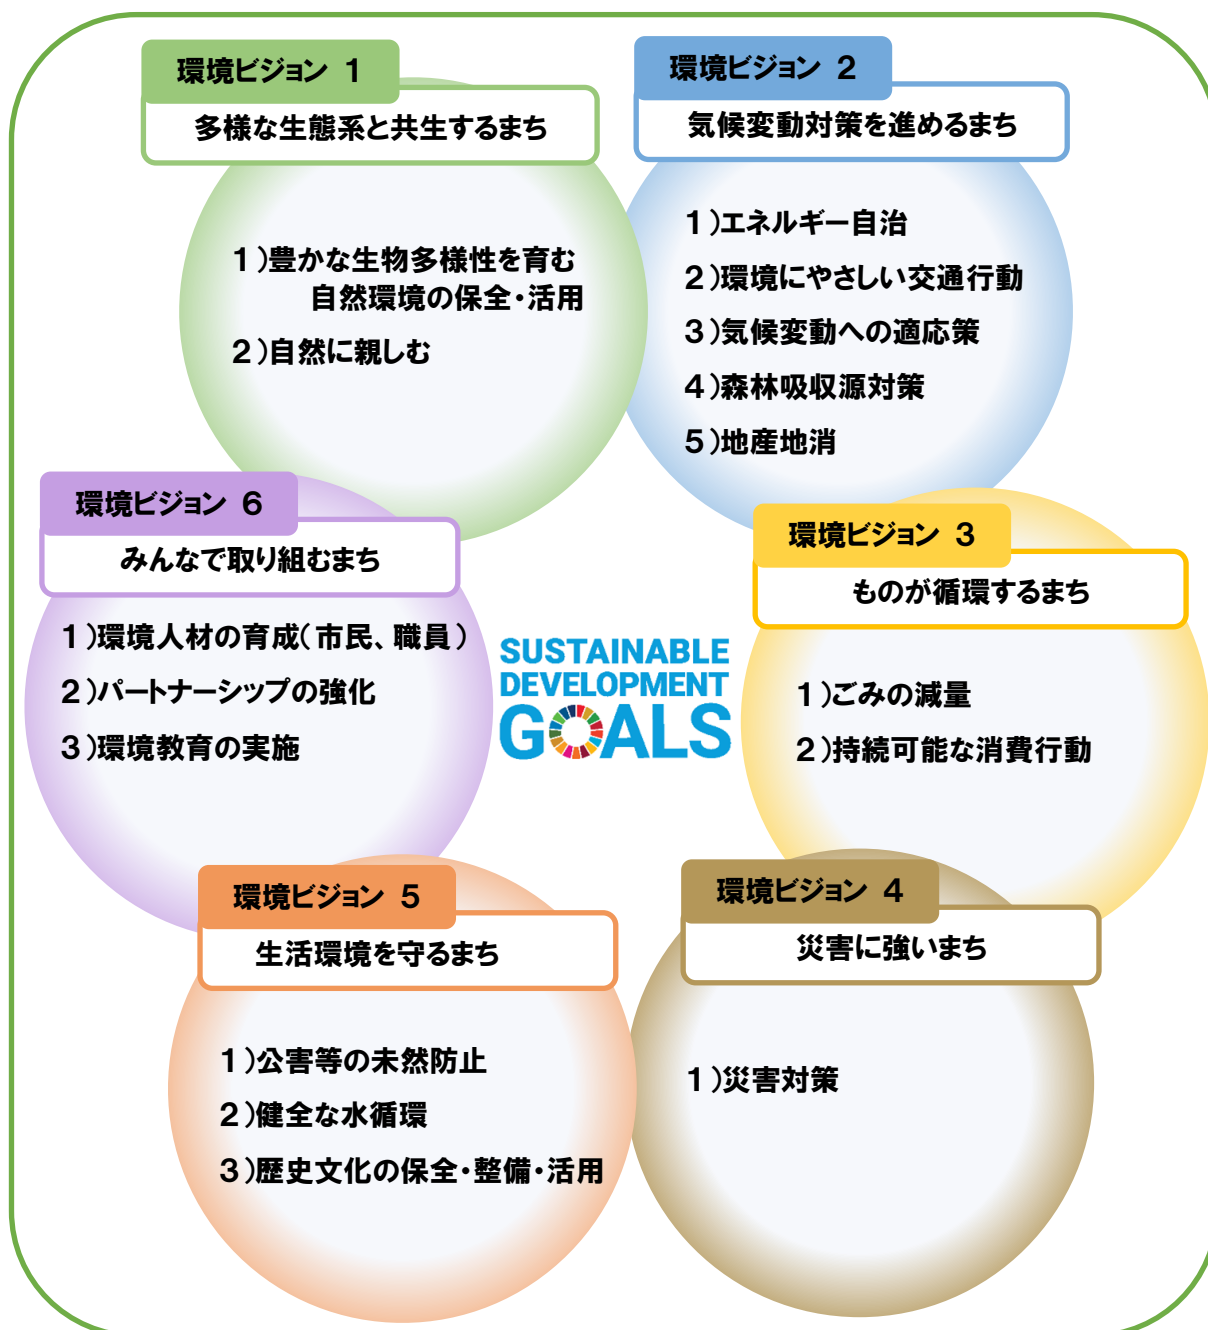 環境ビジョン 1
多様な生態系と共生するまち
1)豊かな生物多様性を育む
自然環境の保全・活用
2)自然に親しむ
環境ビジョン 2
気候変動対策を進めるまち
1)エネルギー自治
2)環境にやさしい交通行動
3)気候変動への適応策
4)森林吸収源対策
5)地産地消
環境ビジョン 3
ものが循環するまち
1)ごみの減量
2)持続可能な消費行動
環境ビジョン 4
災害に強いまち
1)災害対策
環境ビジョン 5
生活環境を守るまち
1)公害等の未然防止
2)健全な水循環
3)歴史文化の保全・整備・活用
環境ビジョン 6
みんなで取り組むまち
1)環境人材の育成(市民、職員)
2)パートナーシップの強化
3)環境教育の実施
SUSTAINABLE
DEVELOPMENT
GOALS